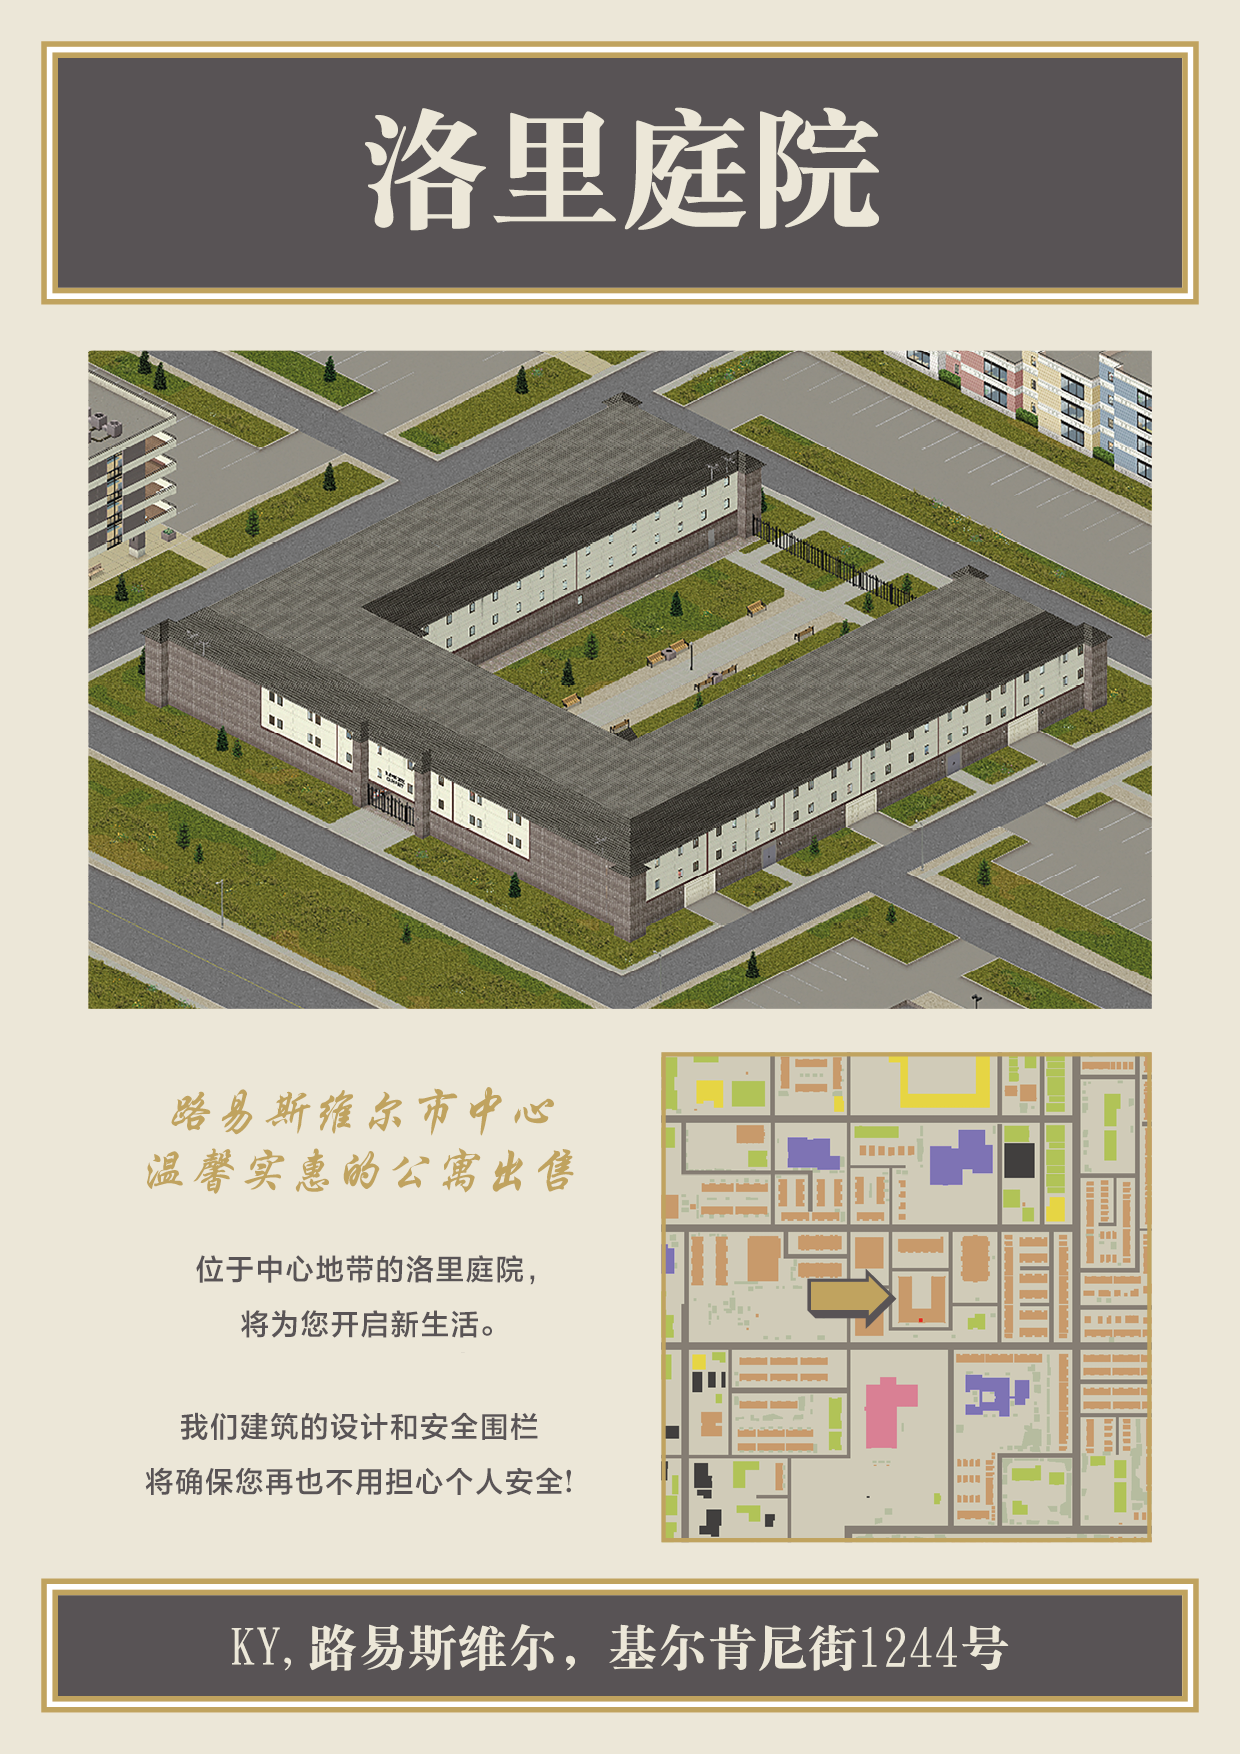 洛里庭院
路易斯维尔市中心
温馨实惠的公寓出售
位于中心地带的洛里庭院，
将为您开启新生活。
我们建筑的设计和安全围栏
将确保您再也不用担心个人安全!
KY,路易斯维尔，基尔肯尼街1244号